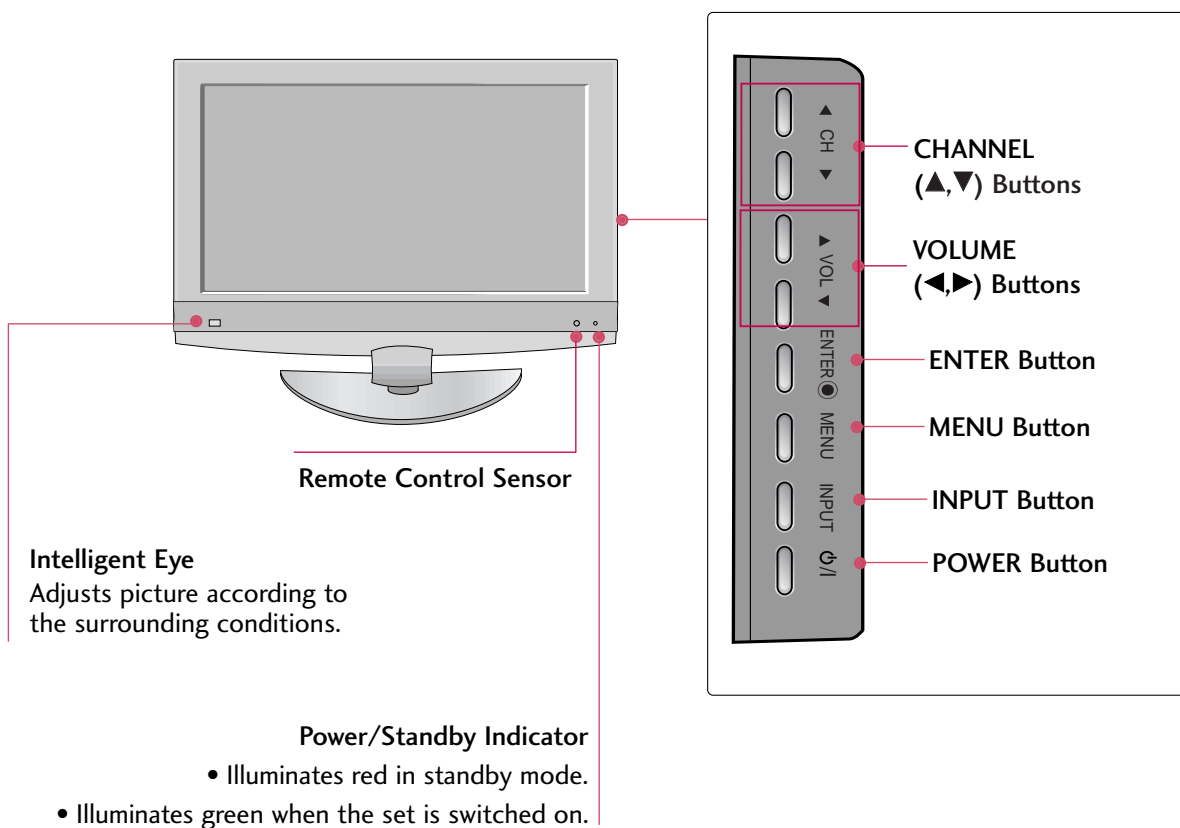 CH
VOL
ENTER
MENU
INPUT
/I
CHANNEL
(▲,▼) Buttons
VOLUME
(◀,▶) Buttons
ENTER Button
MENU Button
INPUT Button
POWER Button
Remote Control Sensor
Intelligent Eye
Adjusts picture according to
the surrounding conditions.
Power/Standby Indicator
• Illuminates red in standby mode.
• Illuminates green when the set is switched on.